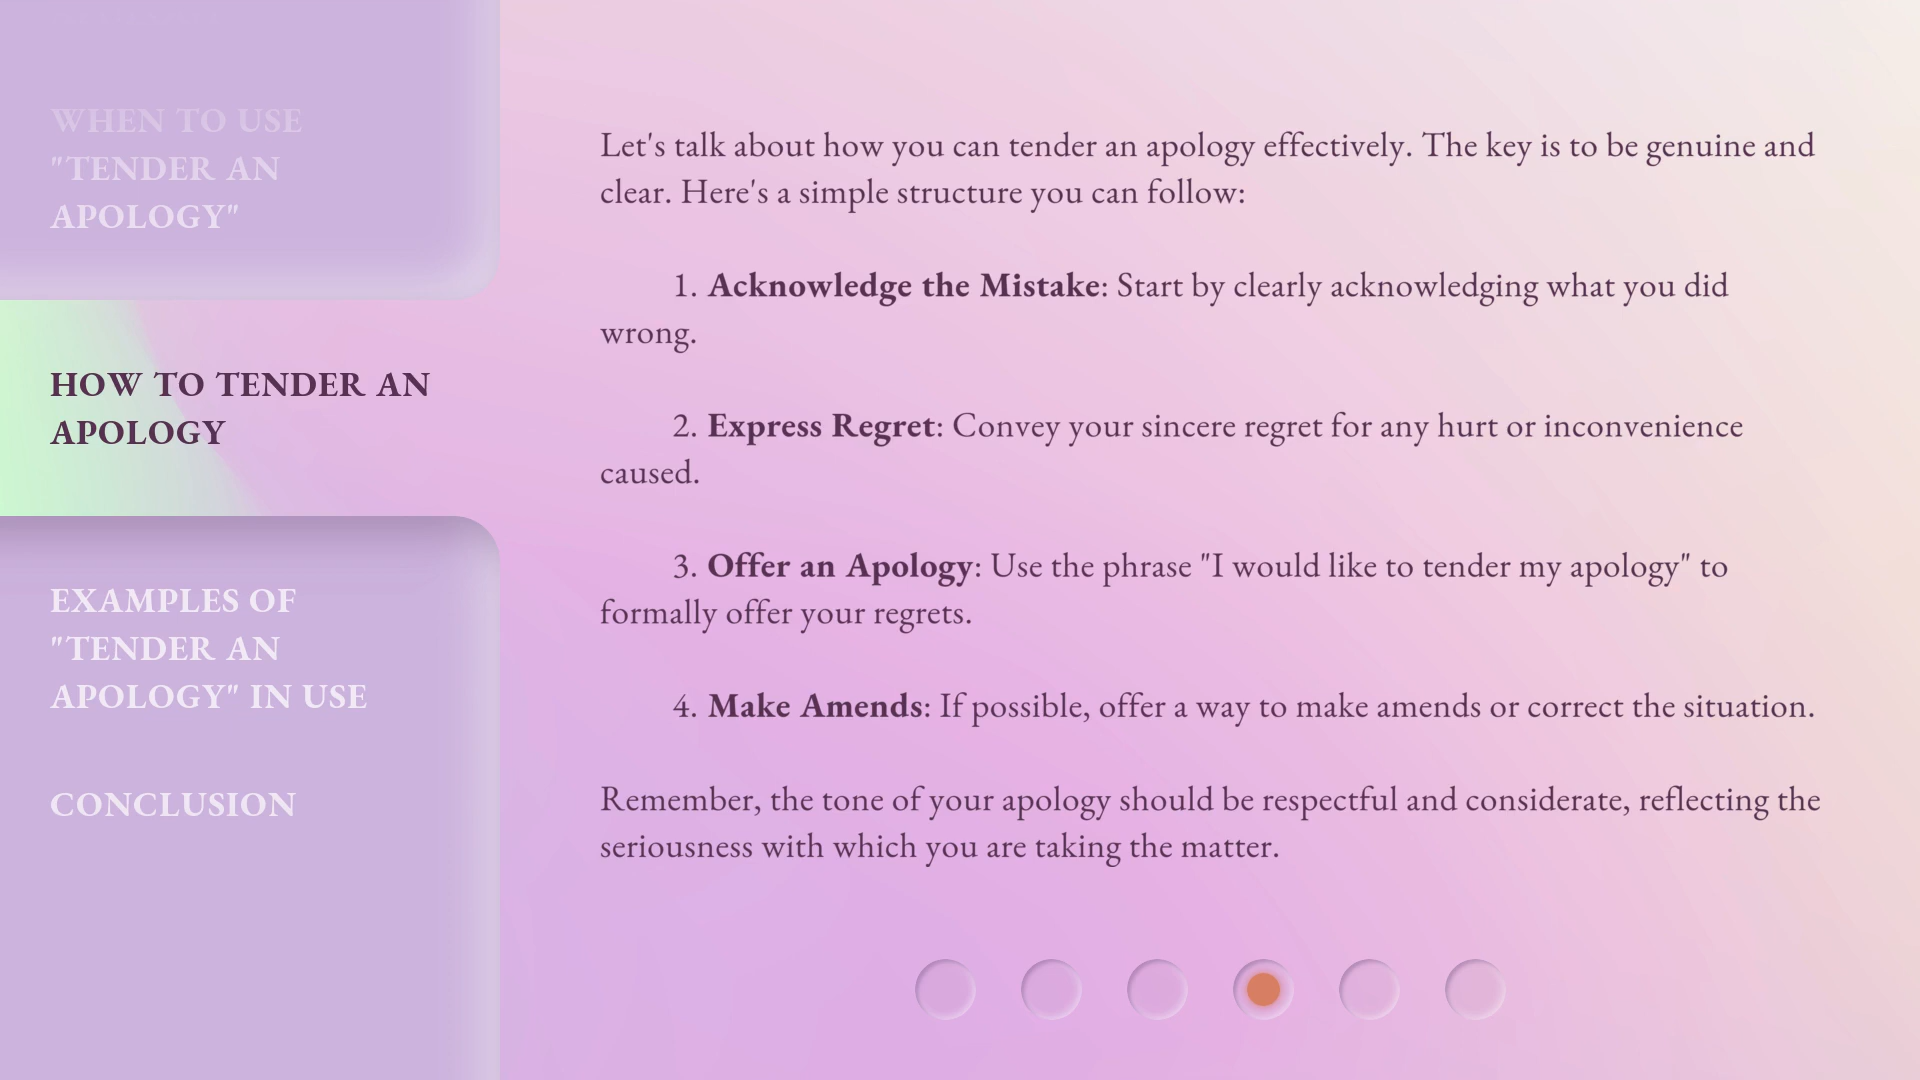 WHEN TO USE
"TENDER AN
APOLOGY"
HOW TO TENDER AN
APOLOGY
EXAMPLES OF
"TENDER AN
APOLOGY" IN USE
CONCLUSION
Let's talk about how you can tender an apology effectively. The key is to be genuine and
clear. Here's a simple structure you can follow:
1. Acknowledge the Mistake: Start by clearly acknowledging what you did
wrong.
2. Express Regret: Convey your sincere regret for any hurt or inconvenience
caused.
3. Offer an Apology: Use the phrase "I would like to tender my apology" to
formally offer your regrets.
4. Make Amends: If possible, offer a way to make amends or correct the situation.
Remember, the tone of your apology should be respectful and considerate, reflecting the
seriousness with which you are taking the matter.